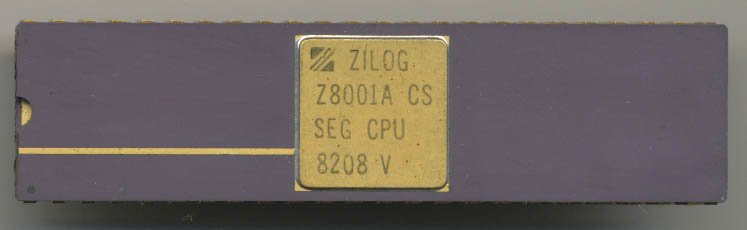 ZILOG
Z8001A CS
SEG CPU
8208 V